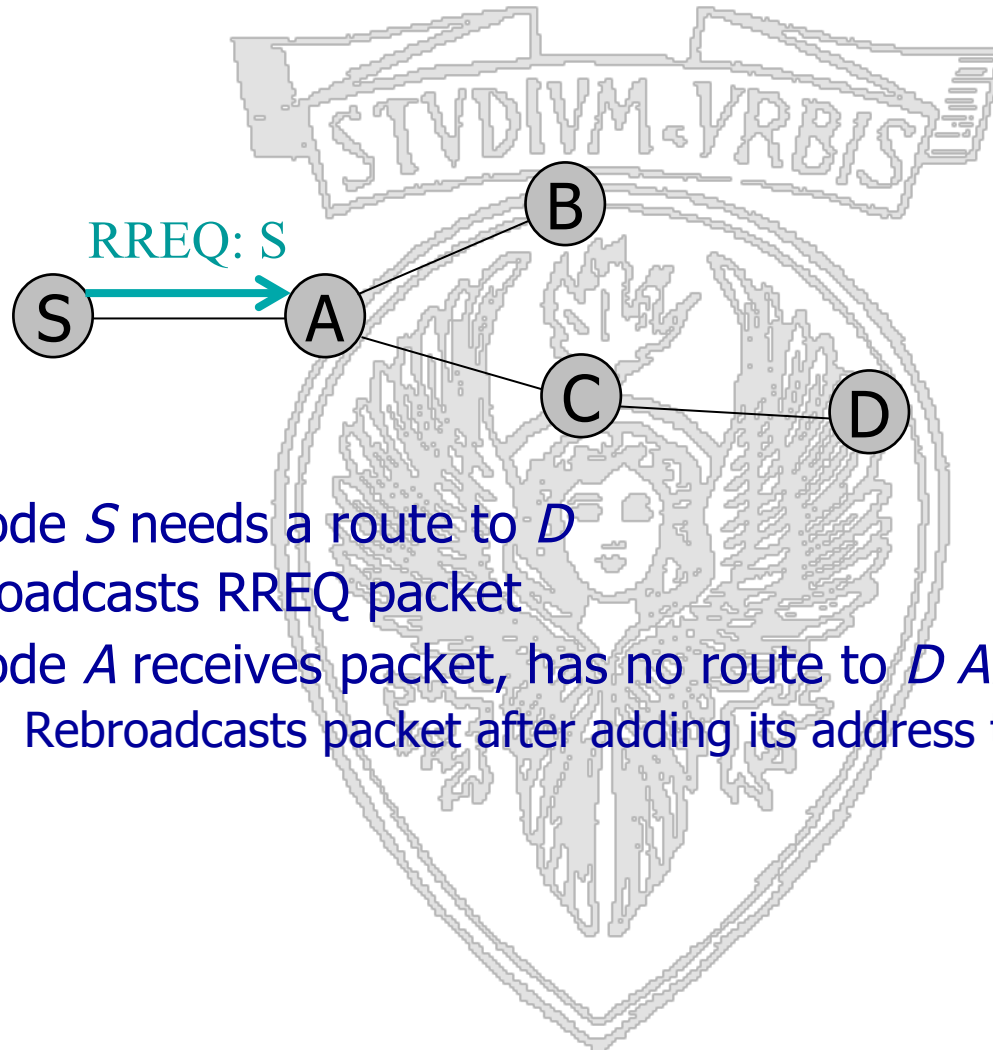 STVDIVM VRBIS
B
RREQ: S
S A
C D
ode S needs a route to D
roadcasts RREQ packet
ode A receives packet, has no route to D A
Rebroadcasts packet after adding its address